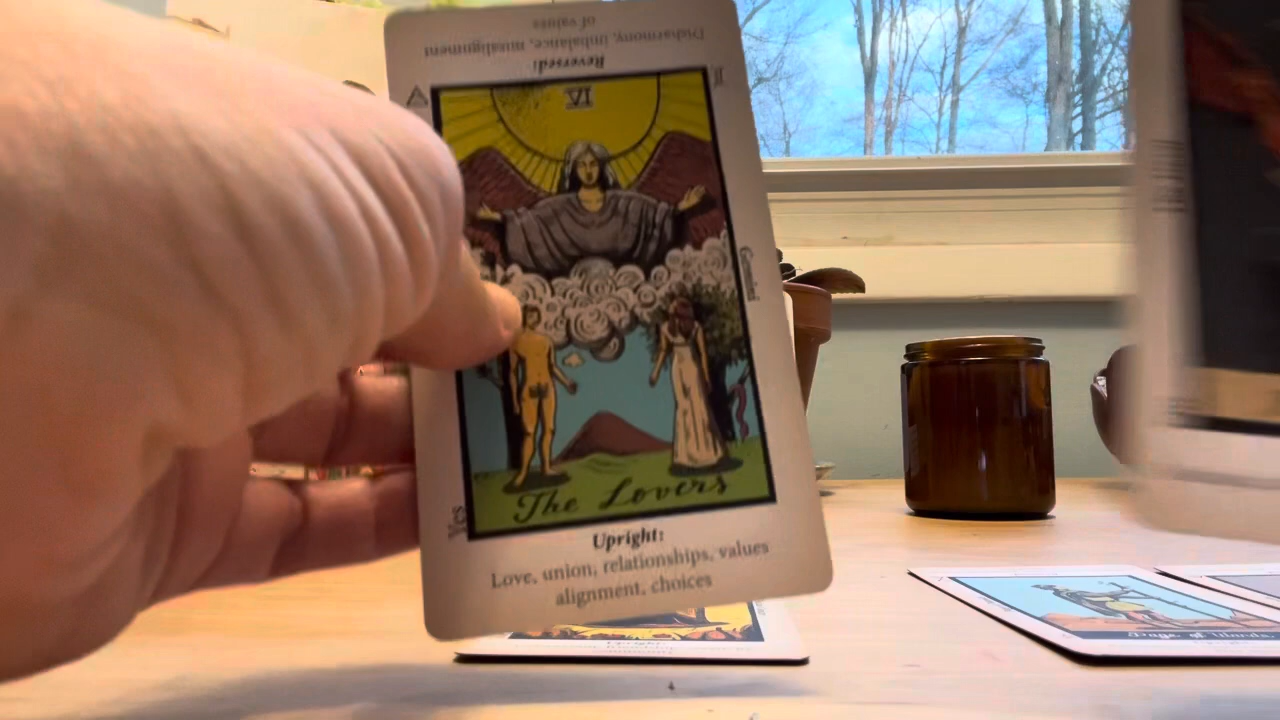 Disharmony, imbalance, misalignment
of values
Reversed:
VI
Gemini
The Lovers
Upright:
Love, union, relationships, values
alignment, choices
Page of Wands